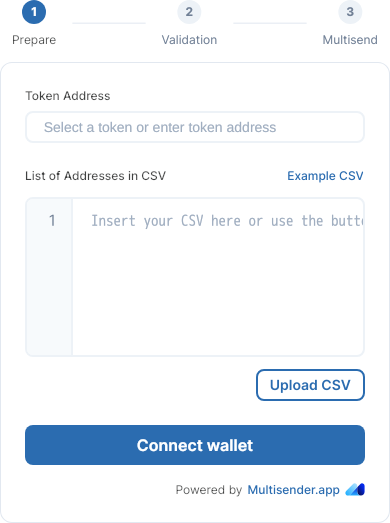 1 2 3
Prepare Validation Multisend
Token Address
Select a token or enter token address
List of Addresses in CSV Example CSV
1 Insert your CSV here or use the butto
Upload CSV
Connect wallet
Powered by Multisender.app